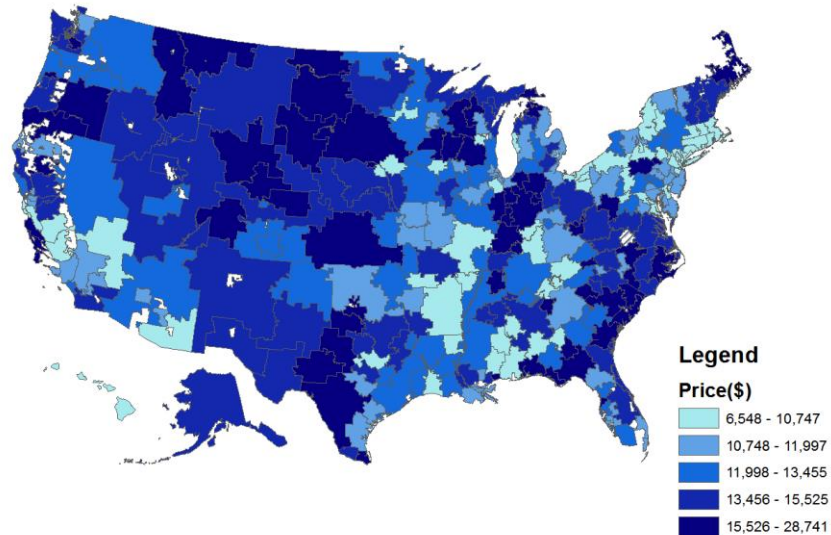 Legend
Price($)
6,548 - 10,747
10,748 - 11,997
11,998 - 13,455
13,456 - 15,525
15,526 - 28,741